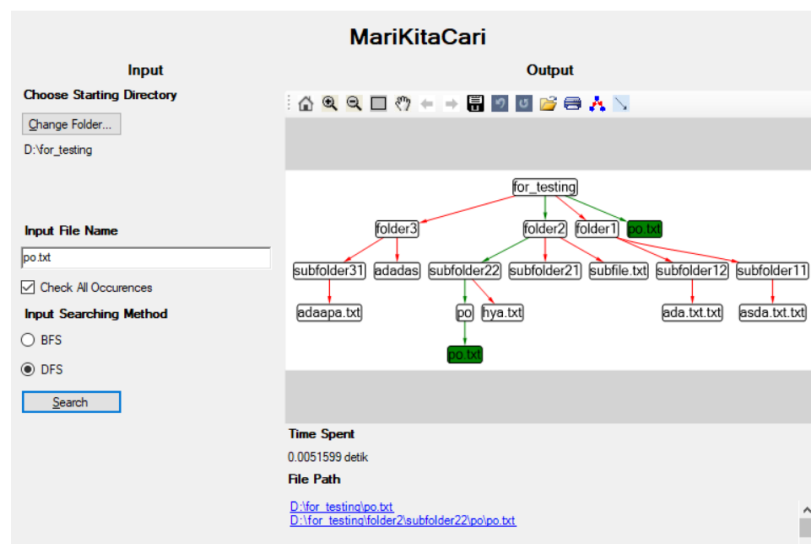 MariKitaCari
Input
Output
Choose Starting Directory
Change Folder...
D:\for_testing
Input File Name
po.txt
Check All Occurences
Input Searching Method
BFS
DFS
Search
for_testing
folder3 folder2 folder1 po.txt
subfolder31 adadas subfolder22 subfolder21 subfile.txt subfolder12 subfolder11
adaapa.txt po hya.txt ada.txt.txt asda.txt.txt
po.txt
Time Spent
0.0051599 detik
File Path
D:\for_testing\po.txt
D:\for_testing\folder2\subfolder22\po\po.txt